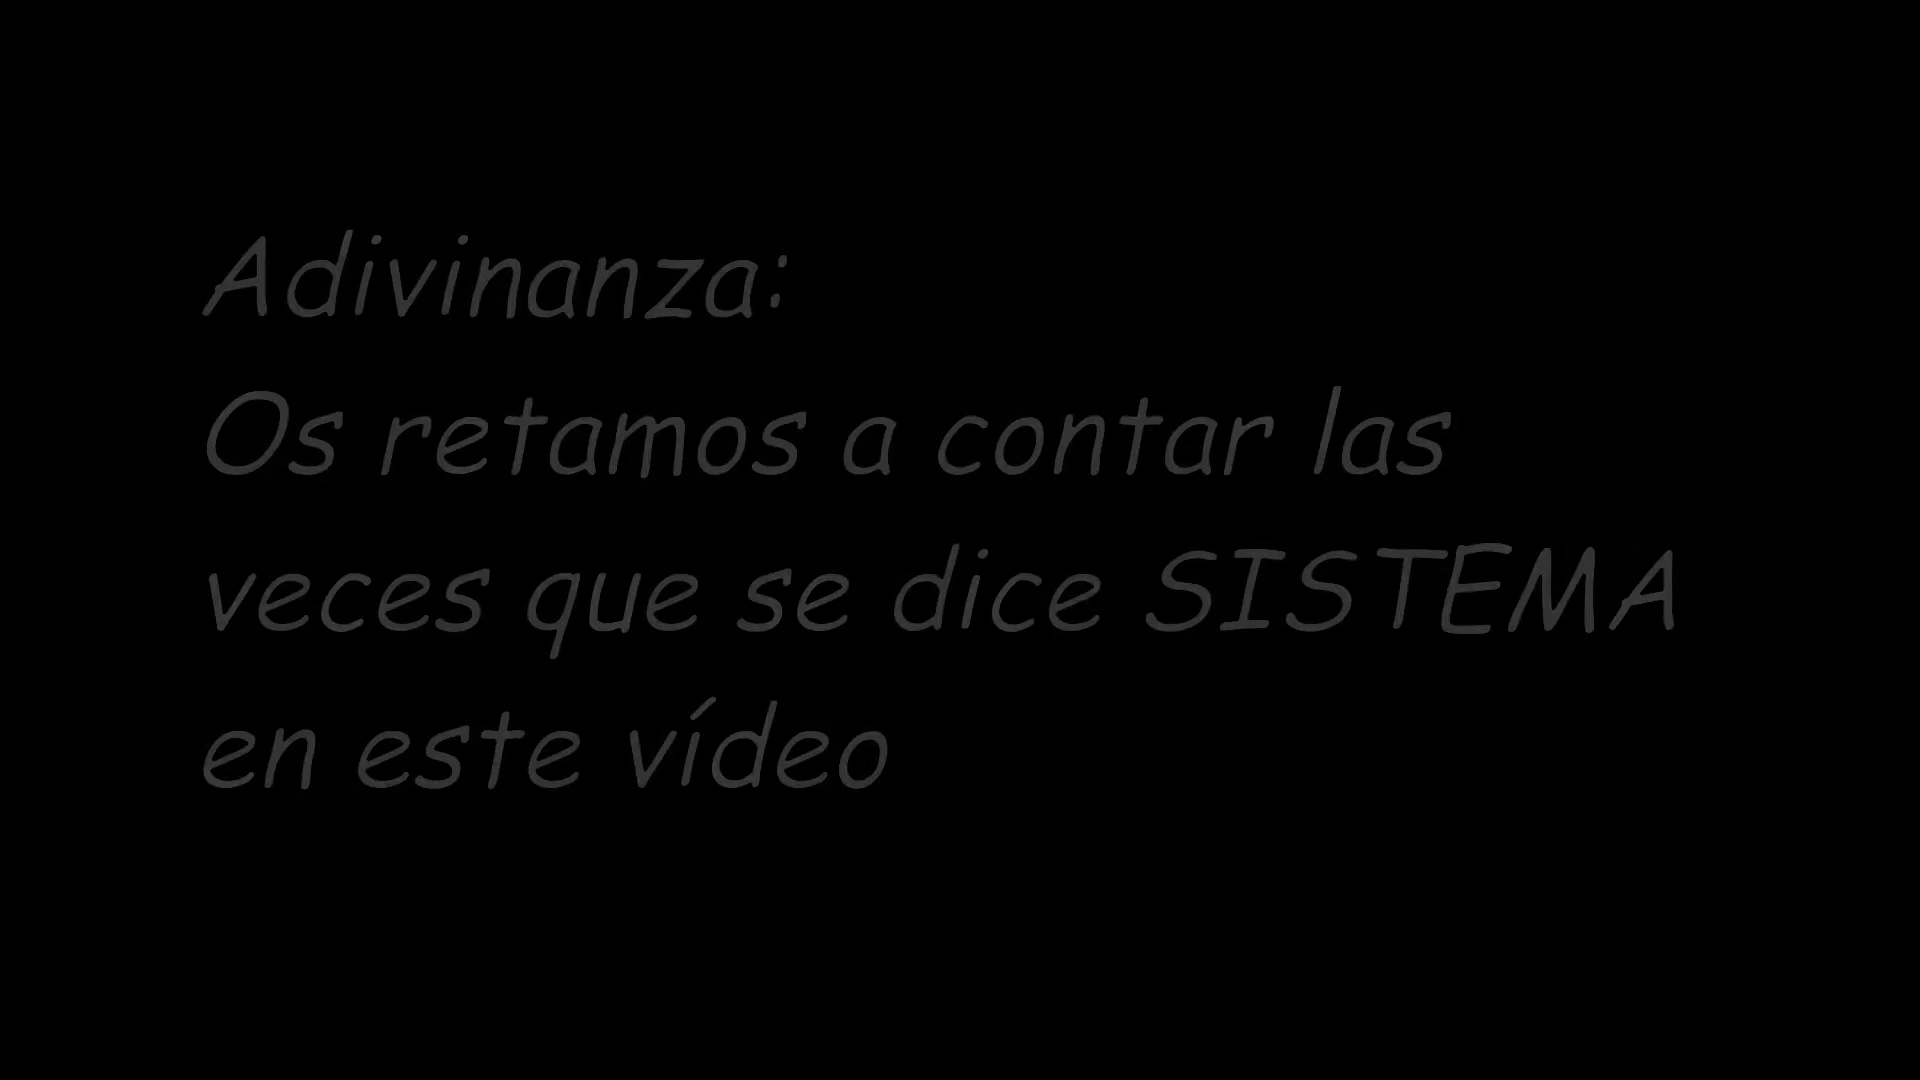 Adivinanza:
Os retamos a contar las
veces que se dice SISTEMA
en este vídeo